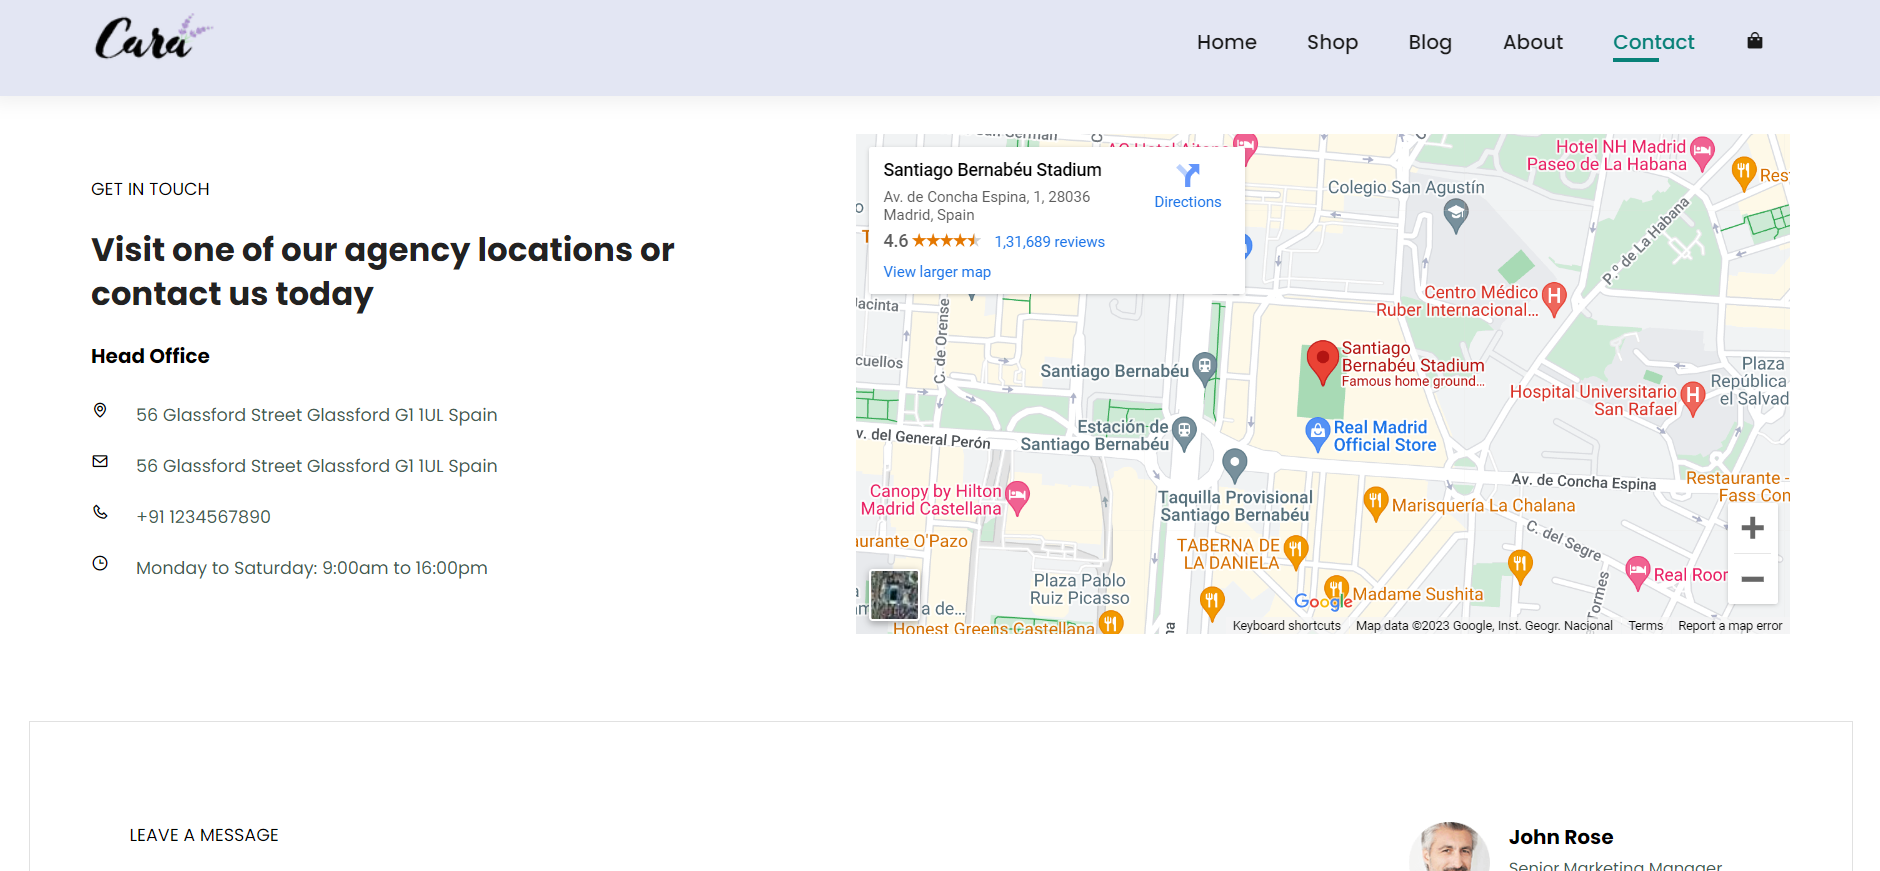 Cara
Home
Shop
Blog
About
Contact
GET IN TOUCH
Visit one of our agency locations or
contact us today
Head Office
56 Glassford Street Glassford G1 1UL Spain
56 Glassford Street Glassford G1 1UL Spain
+91 1234567890
Monday to Saturday: 9:00am to 16:00pm
Santiago Bernabéu Stadium
Av. de Concha Espina, 1, 28036
Madrid, Spain
4.6
1,31,689 reviews
View larger map
Directions
Hotel NH Madrid
Paseo de La Habana
Colegio San Agustín
P.º de La Habana
Centro Médico
Ruber Internacional...
Jacinta
C. de Orense
cuellos
Santiago Bernabéu
Santiago
Bernabéu Stadium
Famous home ground...
Plaza
República
el Salvad
Hospital Universitario
San Rafael
Real Madrid
Official Store
Estación de
Santiago Bernabéu
v. del General Perón
Av. de Concha Espina
Restaurante -
Fass Con
Canopy by Hilton
Madrid Castellana
Taquilla Provisional
Santiago Bernabéu
Marisquería La Chalana
aurante O'Pazo
TABERNA DE
LA DANIELA
C. del Segre
Plaza Pablo
Ruiz Picasso
Real Roor
Tormes
Madame Sushita
a de...
Honest Greens Castellana
Google
Keyboard shortcuts
Map data ©2023 Google, Inst. Geogr. Nacional
Terms
Report a map error
LEAVE A MESSAGE
John Rose
Senior Marketing Manager